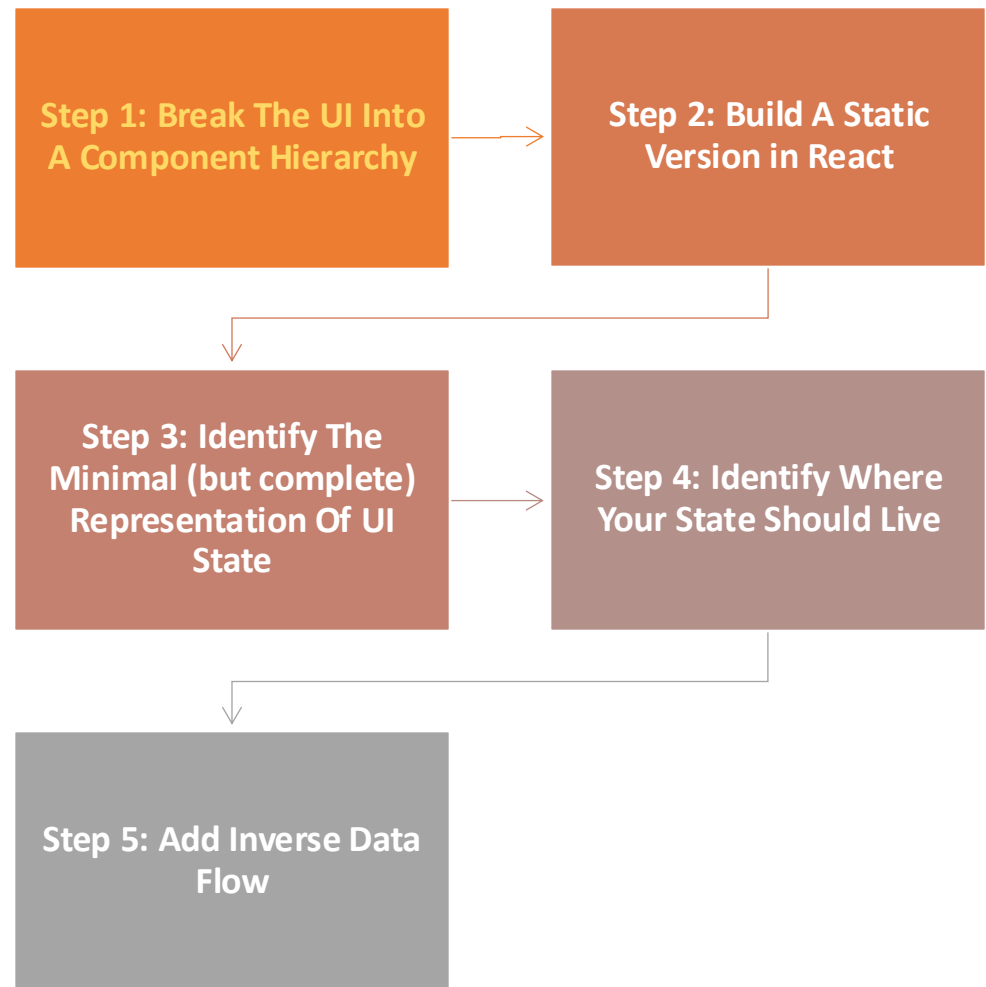 Step 1: Break The UI Into
A Component Hierarchy
Step 2: Build A Static
Version in React
Step 3: Identify The
Minimal (but complete)
Representation Of UI
State
Step 4: Identify Where
Your State Should Live
Step 5: Add Inverse Data
Flow